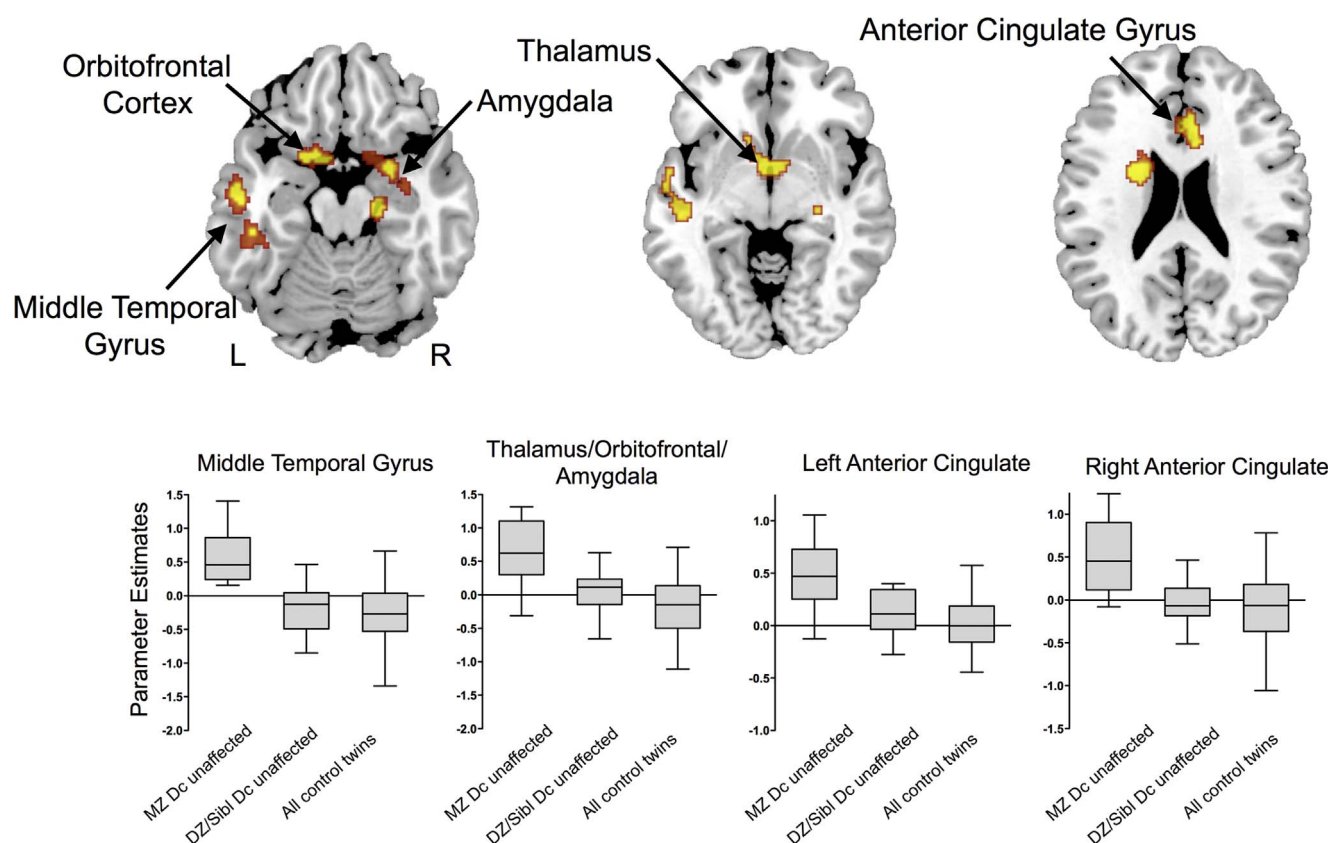 Anterior Cingulate Gyrus
Orbitofrontal
Cortex
Thalamus
Amygdala
Middle Temporal
Gyrus
L
R
Middle Temporal Gyrus
Thalamus/Orbitofrontal/
Amygdala
Left Anterior Cingulate
Right Anterior Cingulate
Parameter Estimates
1.5
1.0
0.5
0.0
-0.5
-1.0
-1.5
-2.0
MZ Dc unaffected
DZ/Sibl Dc unaffected
All control twins
1.5
1.0
0.5
0.0
-0.5
-1.0
-1.5
-2.0
MZ Dc unaffected
DZ/Sibl Dc unaffected
All control twins
1.0
0.5
0.0
-0.5
-1.0
MZ Dc unaffected
DZ/Sibl Dc unaffected
All control twins
1.0
0.5
0.0
-0.5
-1.0
-1.5
MZ Dc unaffected
DZ/Sibl Dc unaffected
All control twins